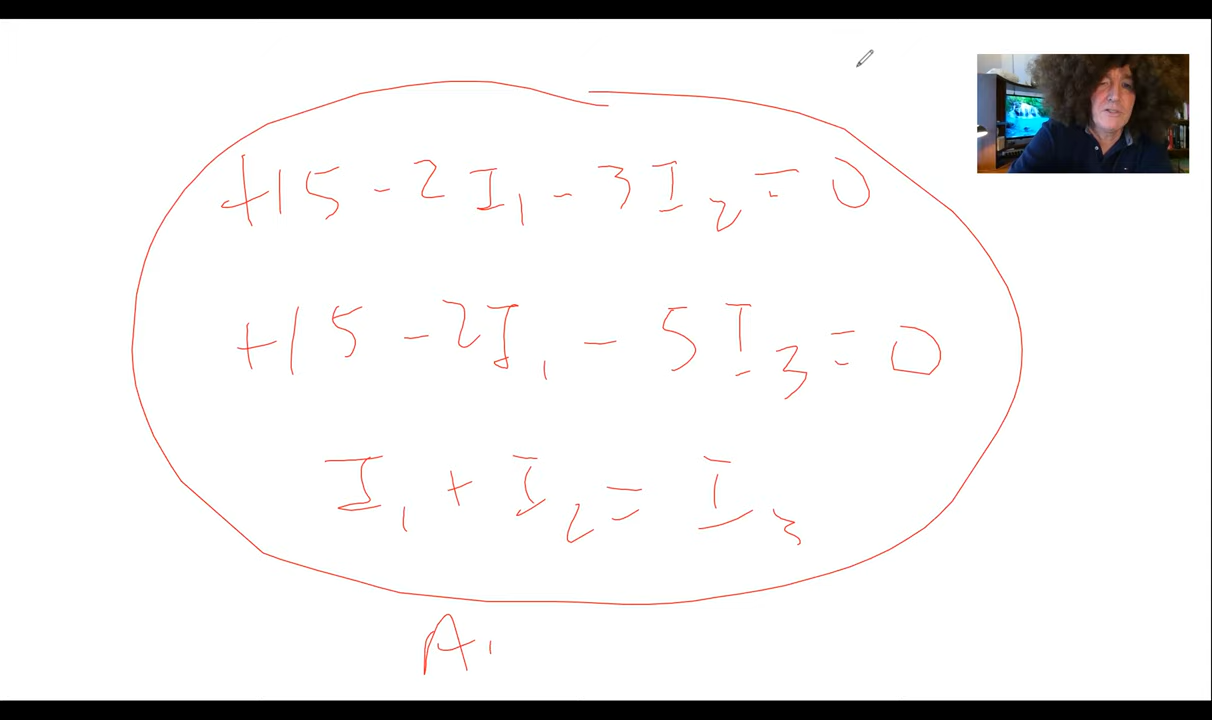 +15 - 2I₁ - 3I₂ = 0
+15 - 2I₁ - 5I₃ = 0
I₁ + I₂ = I₃
A